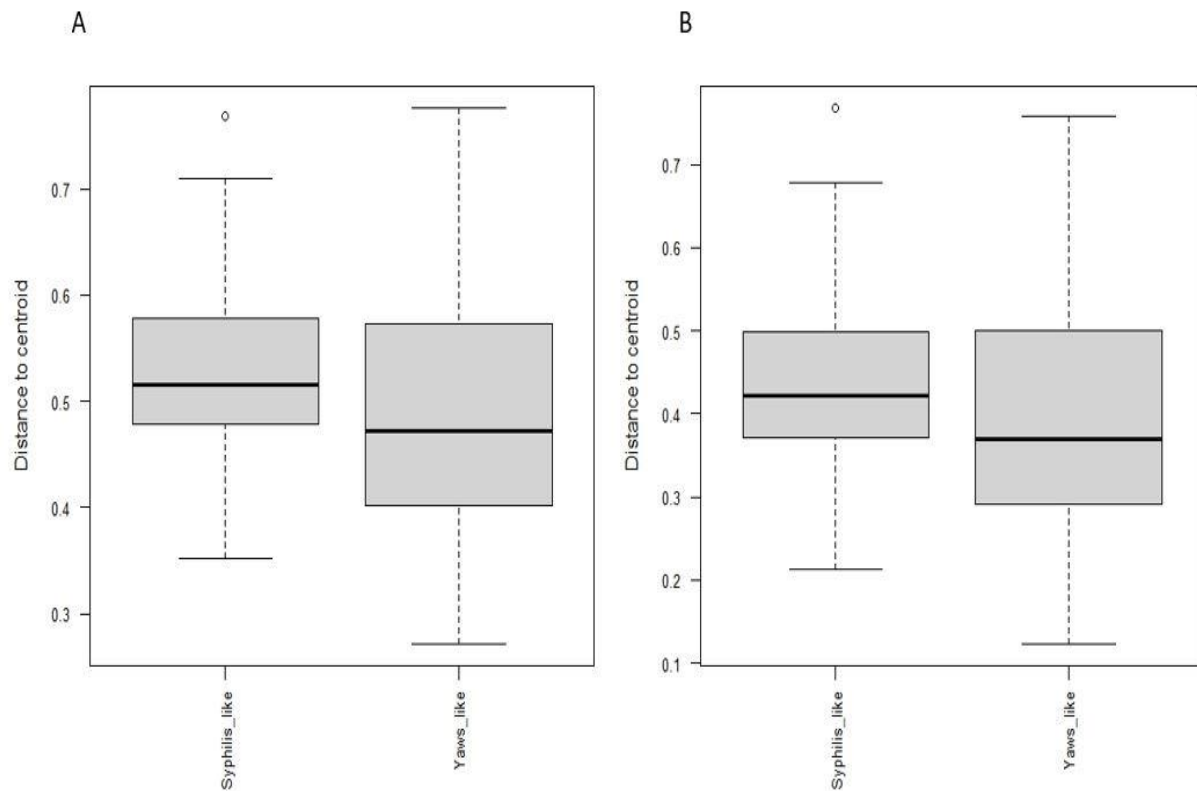 A
Distance to centroid
0.7
0.6
0.5
0.4
0.3
Syphilis_like
Yaws_like
B
Distance to centroid
0.7
0.6
0.5
0.4
0.3
0.2
0.1
Syphilis_like
Yaws_like